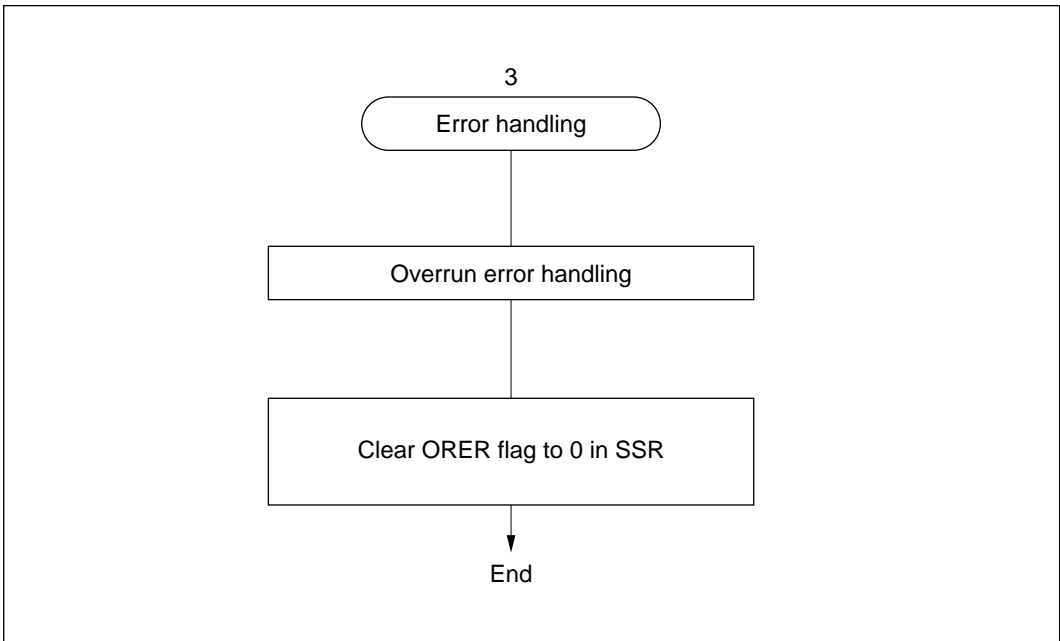 3
Error handling
Overrun error handling
Clear ORER flag to 0 in SSR
End